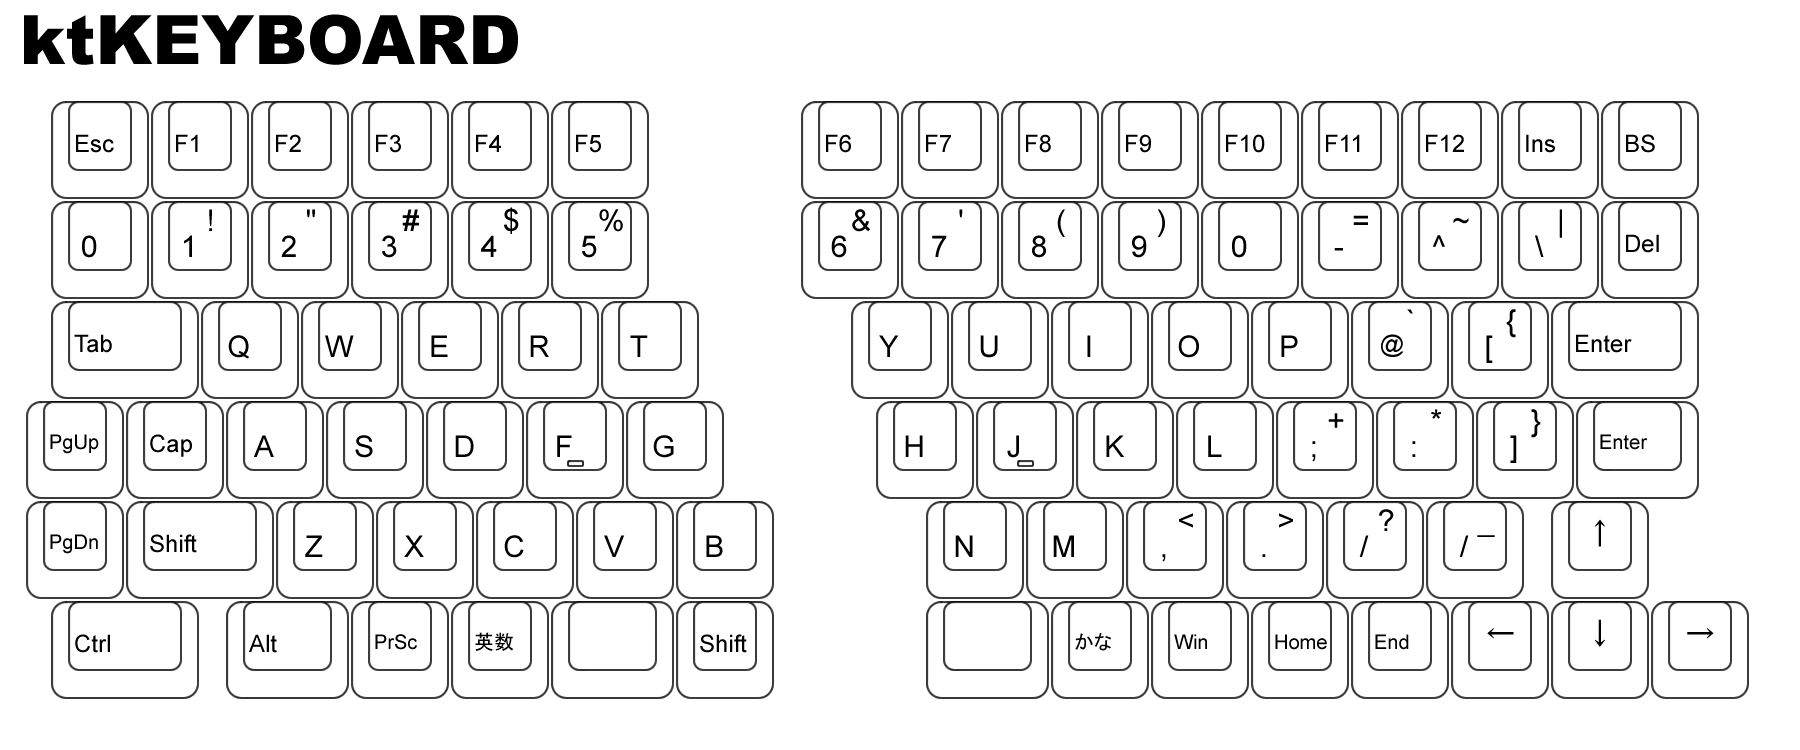 ktKEYBOARD
Esc F1 F2 F3 F4 F5 F6 F7 F8 F9 F10 F11 F12 Ins BS
0 1 ! 2 " 3 # 4 $ 5 % 6 & 7 ' 8 ( 9 ) 0 - = ^ ~ \ | Del
Tab Q W E R T Y U I O P @ ` [ { Enter
PgUp Cap A S D F G H J K L ; + : * ] } Enter
PgDn Shift Z X C V B N M , < . > / ? / _ ↑
Ctrl Alt PrSc 英数 Shift かな Win Home End ← ↓ →